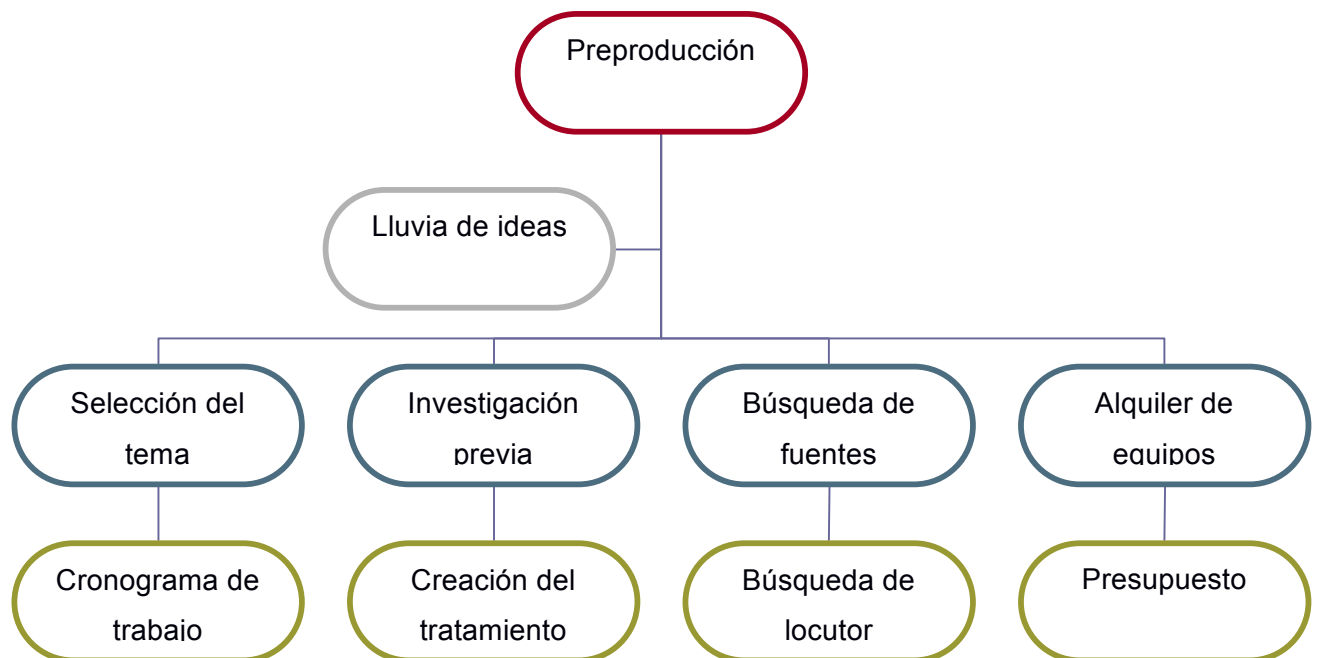 Preproducción
Lluvia de ideas
Selección del
tema
Investigación
previa
Búsqueda de
fuentes
Alquiler de
equipos
Cronograma de
trabajo
Creación del
tratamiento
Búsqueda de
locutor
Presupuesto